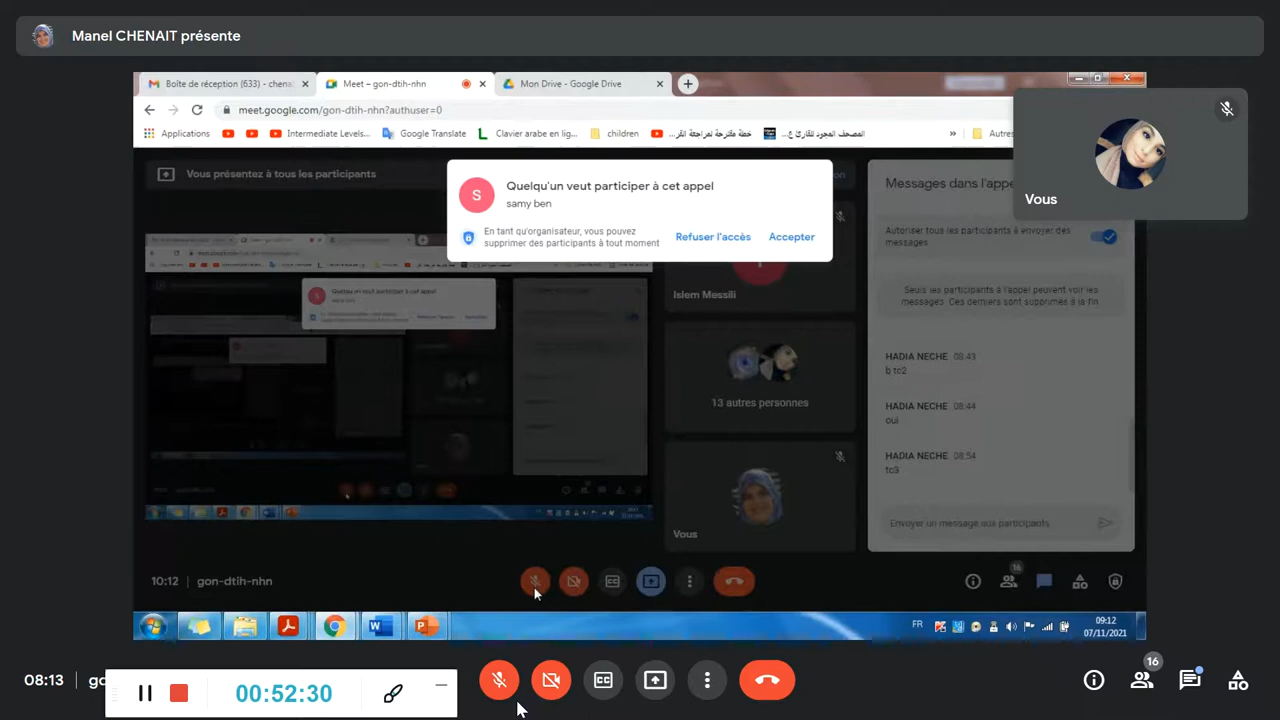 Manel CHENAIT présente
Boîte de réception (633) - chena
Meet – gon-dtih-nhn
Mon Drive - Google Drive
meet.google.com/gon-dtih-nhn?authuser=0
Applications
Intermediate Levels...
Google Translate
Clavier arabe en lig...
children
خطة مقترحة لمراجعة القر...
المصحف المجود للقارئ ع...
»
Autres
Vous présentez à tous les participants
Quelqu'un veut participer à cet appel
S
samy ben
En tant qu'organisateur, vous pouvez
supprimer des participants à tout moment
Refuser l'accès
Accepter
Messages dans l'appe
Vous
Autoriser tous les participants à envoyer des
messages
Seuls les participants à l'appel peuvent voir les
messages. Ces derniers sont supprimés à la fin
Islem Messili
HADIA NECHE 08:43
b tc2
13 autres personnes
HADIA NECHE 08:44
oui
HADIA NECHE 08:54
tc3
Vous
Envoyer un message aux participants
10:12 | gon-dtih-nhn
16
FR
09:12
07/11/2021
08:13
go
00:52:30
16